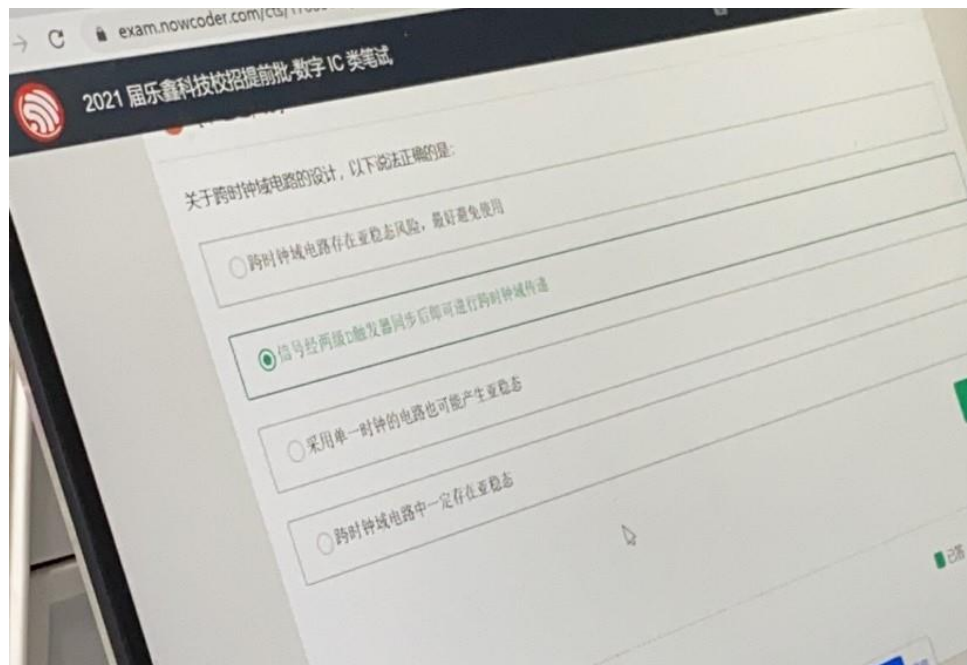 exam.nowcoder.com/cts/
2021 届乐鑫科技校招提前批-数字 IC 类笔试
关于跨时钟域电路的设计，以下说法正确的是：
跨时钟域电路存在亚稳态风险，最好避免使用
信号经两级D触发器同步后即可进行跨时钟域传递
采用单一时钟的电路也可能产生亚稳态
跨时钟域电路中一定存在亚稳态
已答